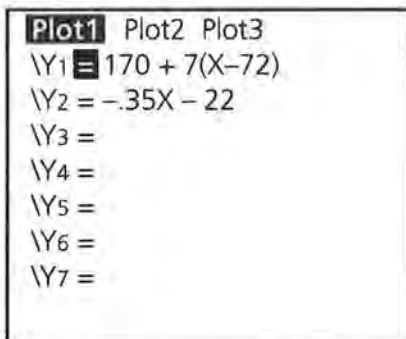 Plot1 Plot2 Plot3
\Y1 = 170 + 7(X–72)
\Y2 = –.35X – 22
\Y3 =
\Y4 =
\Y5 =
\Y6 =
\Y7 =